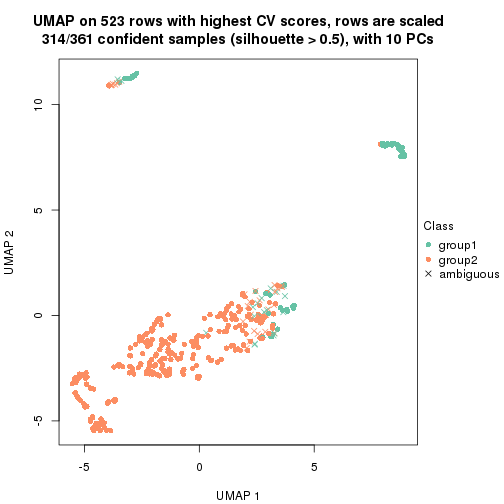 UMAP on 523 rows with highest CV scores, rows are scaled
314/361 confident samples (silhouette > 0.5), with 10 PCs
10
5
0
-5
UMAP 2
-5
0
5
UMAP 1
Class
group1
group2
ambiguous